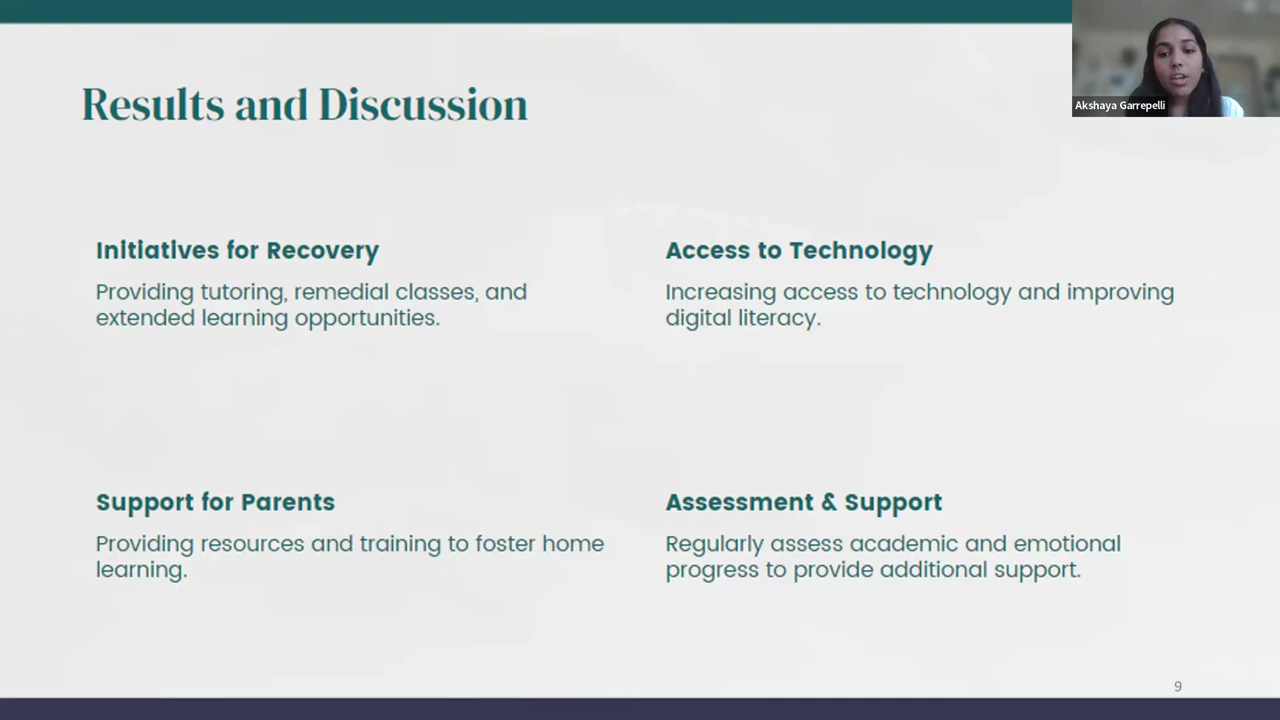 Results and Discussion
Akshaya Garrepelli
Initiatives for Recovery
Providing tutoring, remedial classes, and
extended learning opportunities.
Access to Technology
Increasing access to technology and improving
digital literacy.
Support for Parents
Providing resources and training to foster home
learning.
Assessment & Support
Regularly assess academic and emotional
progress to provide additional support.
9